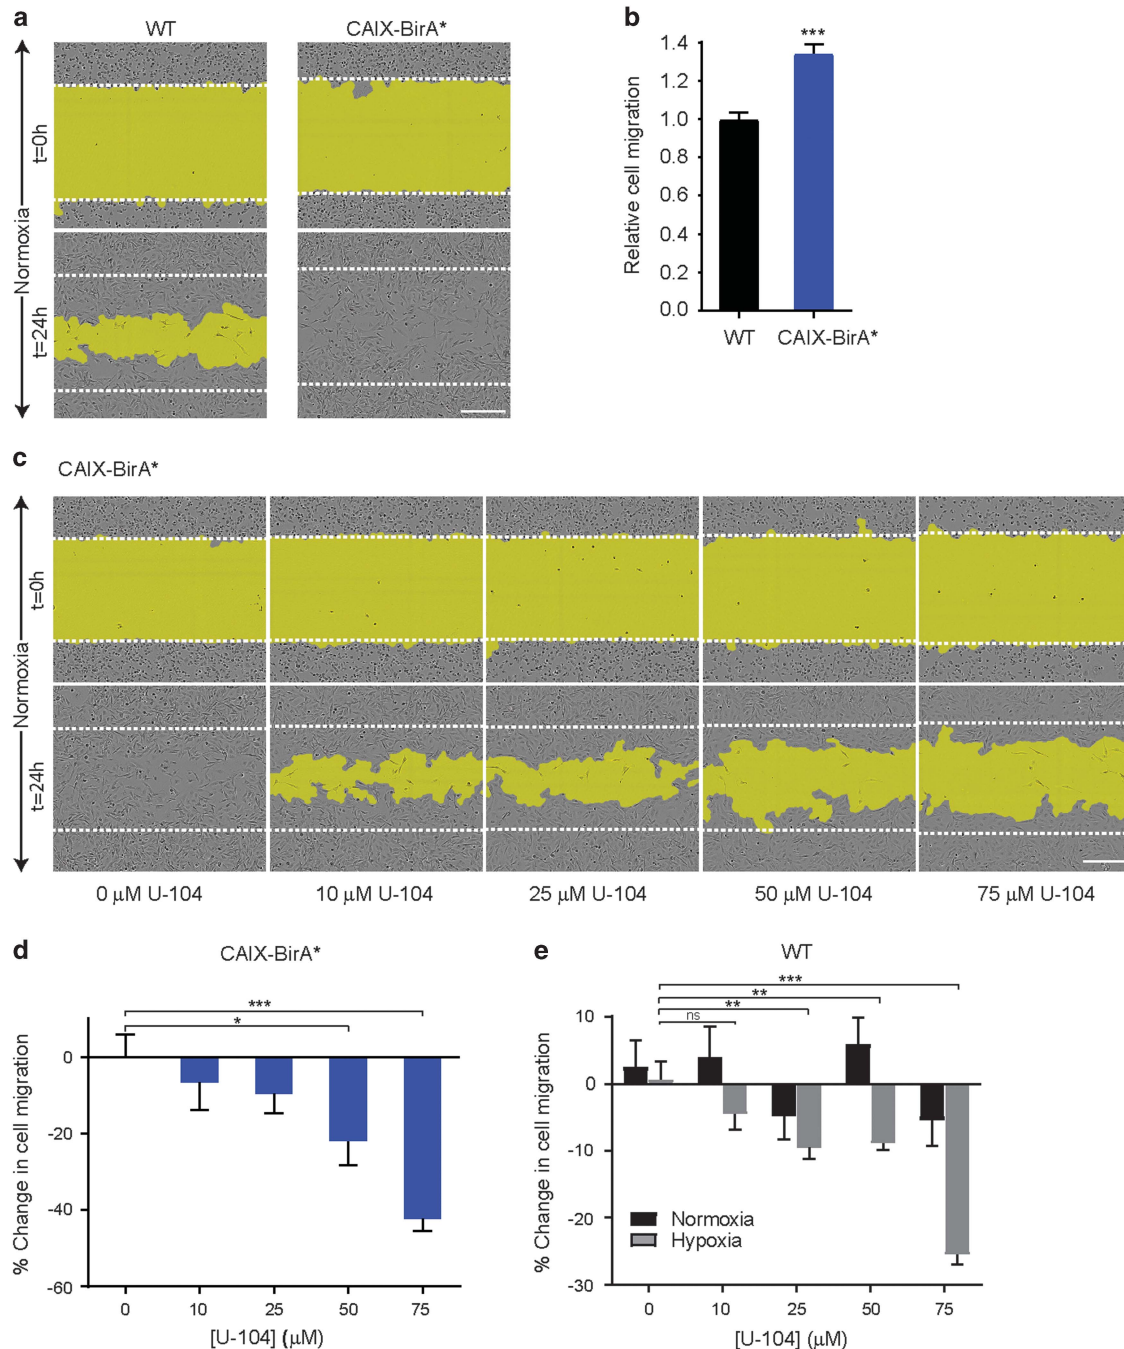 a
WT
CAIX-BirA*
Normoxia
t=0h
t=24h
b
***
Relative cell migration
1.4
1.2
1.0
0.8
0.6
0.4
0.2
0.0
WT
CAIX-BirA*
c
CAIX-BirA*
Normoxia
t=0h
t=24h
0 μM U-104
10 μM U-104
25 μM U-104
50 μM U-104
75 μM U-104
d
CAIX-BirA*
***
*
% Change in cell migration
0
-20
-40
-60
0
10
25
50
75
[U-104] (μM)
e
WT
***
**
**
ns
% Change in cell migration
10
0
-10
-20
-30
Normoxia
Hypoxia
0
10
25
50
75
[U-104] (μM)